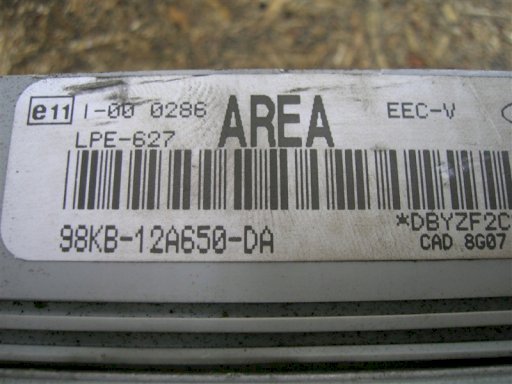 e11 I-00 0286 AREA EEC-V
LPE-627
*DBYZF2C
98KB-12A650-DA CAD 8G07